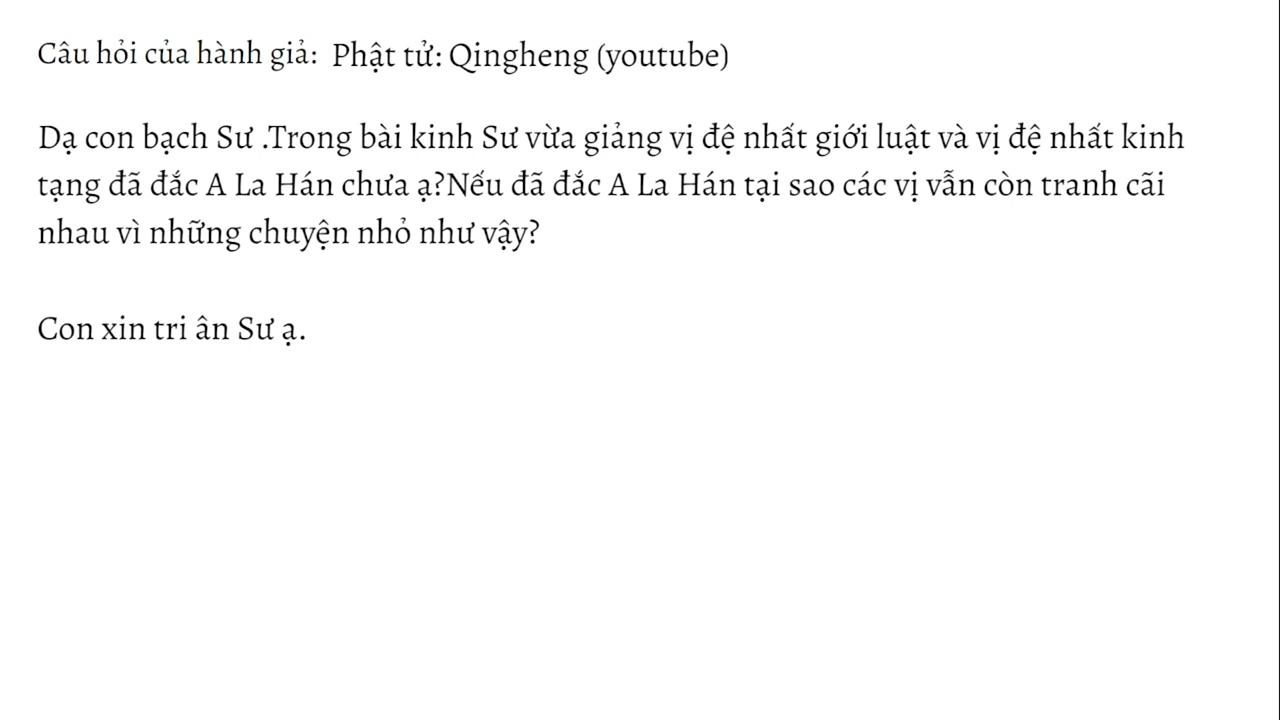 Câu hỏi của hành giả: Phật tử: Qingheng (youtube)
Dạ con bạch Sư .Trong bài kinh Sư vừa giảng vị đệ nhất giới luật và vị đệ nhất kinh
tạng đã đắc A La Hán chưa ạ?Nếu đã đắc A La Hán tại sao các vị vẫn còn tranh cãi
nhau vì những chuyện nhỏ như vậy?
Con xin tri ân Sư ạ.